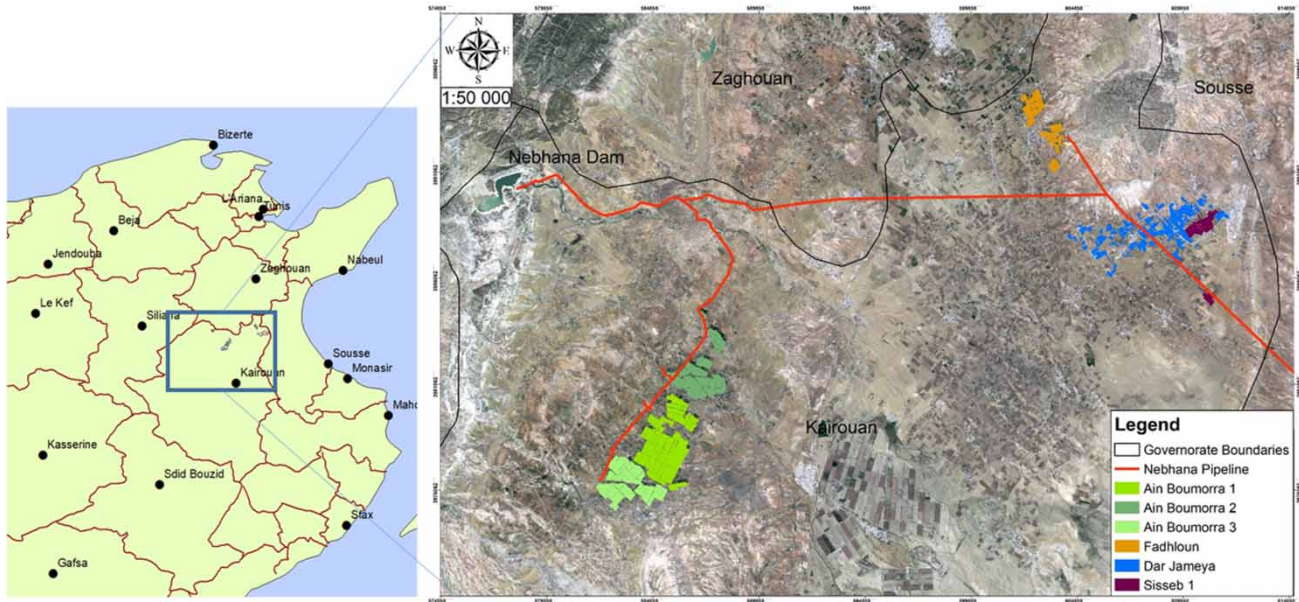 Bizerte
L'Ariana
Tunis
Beja
Jendouba
Nabeul
Zeghouan
Le Kef
Siliana
Sousse
Monasir
Kairouan
Kasserine
Sdid Bouzid
Sfax
Gafsa
N
W E
S
1:50 000
Zaghouan
Sousse
Nebhana Dam
Kairouan
Legend
Governorate Boundaries
Nebhana Pipeline
Ain Boumorra 1
Ain Boumorra 2
Ain Boumorra 3
Fadhloun
Dar Jameya
Sisseb 1